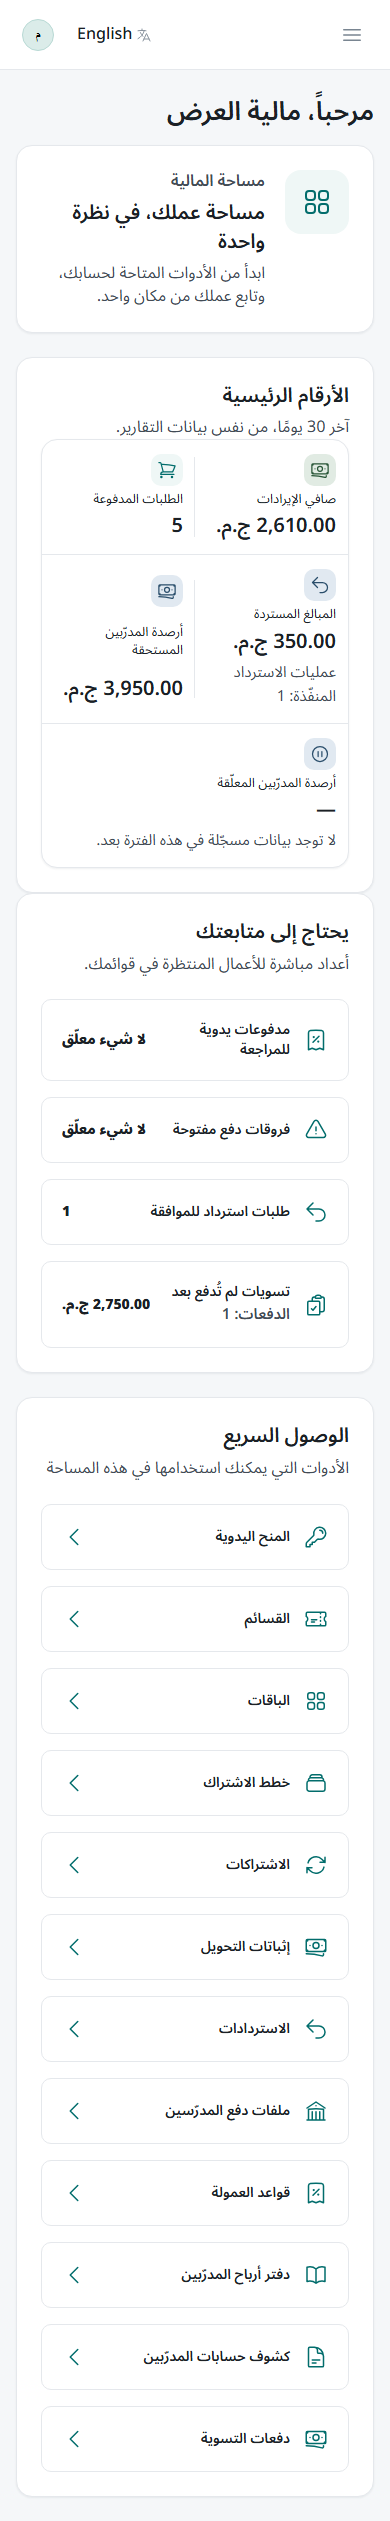 م
English
مرحباً، مالية العرض
مساحة المالية
مساحة عملك، في نظرة
واحدة
ابدأ من الأدوات المتاحة لحسابك،
وتابع عملك من مكان واحد.
الأرقام الرئيسية
آخر 30 يومًا، من نفس بيانات التقارير.
صافي الإيرادات
2,610.00 ج.م.
الطلبات المدفوعة
5
المبالغ المستردة
350.00 ج.م.
عمليات الاسترداد
المنفّذة: 1
أرصدة المدرّبين
المستحقة
3,950.00 ج.م.
أرصدة المدرّبين المعلّقة
—
لا توجد بيانات مسجّلة في هذه الفترة بعد.
يحتاج إلى متابعتك
أعداد مباشرة للأعمال المنتظرة في قوائمك.
مدفوعات يدوية
للمراجعة
لا شيء معلّق
فروقات دفع مفتوحة
لا شيء معلّق
طلبات استرداد للموافقة
1
تسويات لم تُدفع بعد
الدفعات: 1
2,750.00 ج.م.
الوصول السريع
الأدوات التي يمكنك استخدامها في هذه المساحة
المنح اليدوية
القسائم
الباقات
خطط الاشتراك
الاشتراكات
إثباتات التحويل
الاستردادات
ملفات دفع المدرّسين
قواعد العمولة
دفتر أرباح المدرّبين
كشوف حسابات المدرّبين
دفعات التسوية